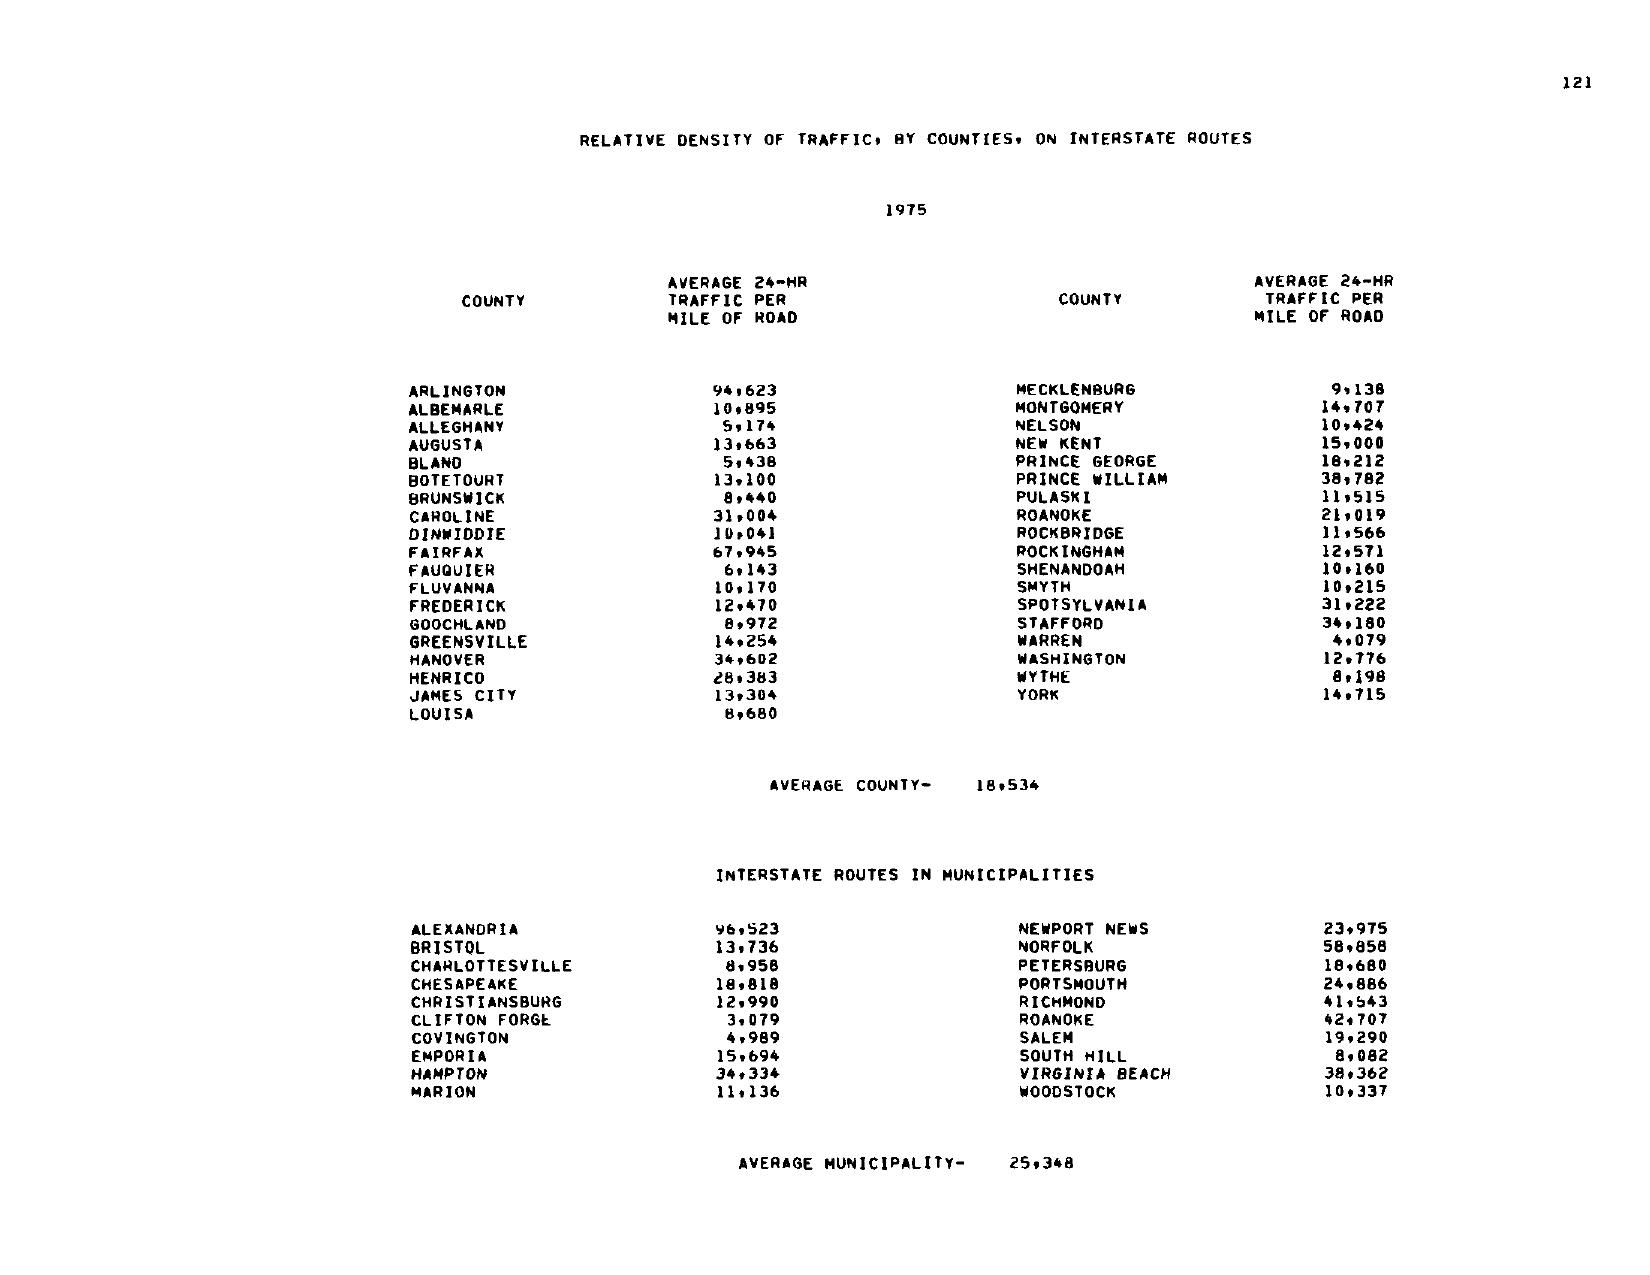 121
RELATIVE DENSITY OF TRAFFIC, BY COUNTIES, ON INTERSTATE ROUTES
1975
AVERAGE 24-HR AVERAGE 24-HR
COUNTY TRAFFIC PER COUNTY TRAFFIC PER
MILE OF ROAD MILE OF ROAD
ARLINGTON 94,623 MECKLENBURG 9,138
ALBEMARLE 10,895 MONTGOMERY 14,707
ALLEGHANY 5,174 NELSON 10,424
AUGUSTA 13,663 NEW KENT 15,000
BLAND 5,438 PRINCE GEORGE 18,212
BOTETOURT 13,100 PRINCE WILLIAM 38,782
BRUNSWICK 8,440 PULASKI 11,515
CAROLINE 31,004 ROANOKE 21,019
DINWIDDIE 10,041 ROCKBRIDGE 11,566
FAIRFAX 67,945 ROCKINGHAM 12,571
FAUQUIER 6,143 SHENANDOAH 10,160
FLUVANNA 10,170 SMYTH 10,215
FREDERICK 12,470 SPOTSYLVANIA 31,222
GOOCHLAND 8,972 STAFFORD 34,180
GREENSVILLE 14,254 WARREN 4,079
HANOVER 34,602 WASHINGTON 12,776
HENRICO 28,383 WYTHE 8,198
JAMES CITY 13,304 YORK 14,715
LOUISA 8,680
AVERAGE COUNTY- 18,534
INTERSTATE ROUTES IN MUNICIPALITIES
ALEXANDRIA 96,523 NEWPORT NEWS 23,975
BRISTOL 13,736 NORFOLK 58,858
CHARLOTTESVILLE 8,958 PETERSBURG 18,680
CHESAPEAKE 18,818 PORTSMOUTH 24,886
CHRISTIANSBURG 12,990 RICHMOND 41,543
CLIFTON FORGE 3,079 ROANOKE 42,707
COVINGTON 4,989 SALEM 19,290
EMPORIA 15,694 SOUTH HILL 8,082
HAMPTON 34,334 VIRGINIA BEACH 38,362
MARION 11,136 WOODSTOCK 10,337
AVERAGE MUNICIPALITY- 25,348